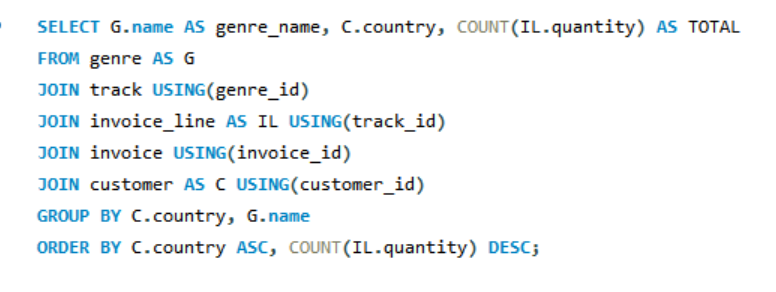 SELECT G.name AS genre_name, C.country, COUNT(IL.quantity) AS TOTAL
FROM genre AS G
JOIN track USING(genre_id)
JOIN invoice_line AS IL USING(track_id)
JOIN invoice USING(invoice_id)
JOIN customer AS C USING(customer_id)
GROUP BY C.country, G.name
ORDER BY C.country ASC, COUNT(IL.quantity) DESC;